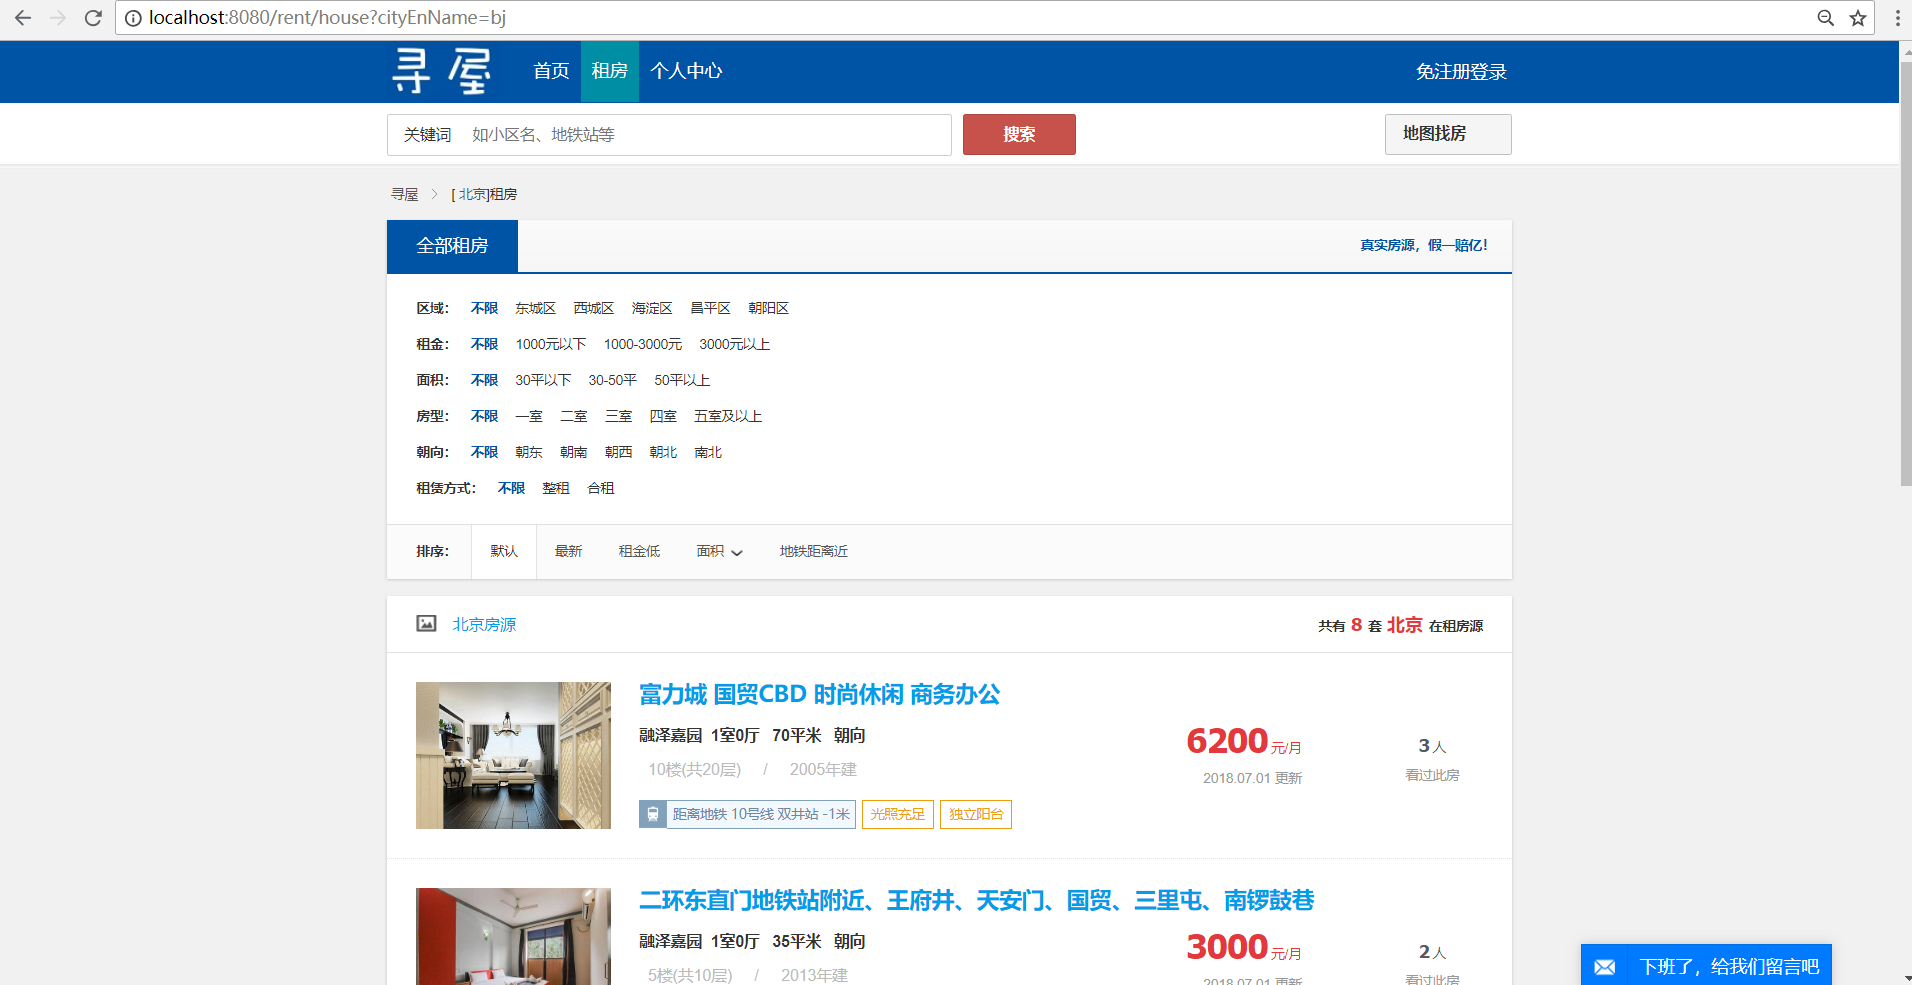 localhost:8080/rent/house?cityEnName=bj
寻屋 首页 租房 个人中心 免注册登录
关键词 如小区名、地铁站等 搜索 地图找房
寻屋 > [ 北京]租房
全部租房 真实房源，假一赔亿！
区域： 不限 东城区 西城区 海淀区 昌平区 朝阳区
租金： 不限 1000元以下 1000-3000元 3000元以上
面积： 不限 30平以下 30-50平 50平以上
房型： 不限 一室 二室 三室 四室 五室及以上
朝向： 不限 朝东 朝南 朝西 朝北 南北
租赁方式： 不限 整租 合租
排序： 默认 最新 租金低 面积 地铁距离近
北京房源 共有 8 套 北京 在租房源
富力城 国贸CBD 时尚休闲 商务办公
融泽嘉园 1室0厅 70平米 朝向
6200元/月 3人
10楼(共20层) / 2005年建
2018.07.01 更新 看过此房
距离地铁 10号线 双井站 -1米 光照充足 独立阳台
二环东直门地铁站附近、王府井、天安门、国贸、三里屯、南锣鼓巷
融泽嘉园 1室0厅 35平米 朝向
3000元/月 2人
5楼(共10层) / 2013年建
2018.07.01 更新 看过此房
下班了，给我们留言吧